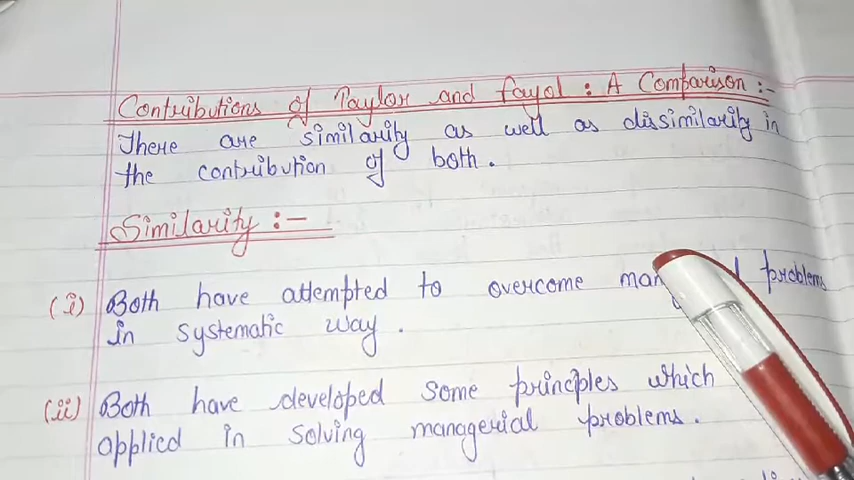 Contributions of Taylor and Fayol : A Comparison :-
There are similarity as well as dissimilarity in
the contribution of both.
Similarity :-
(i) Both have attempted to overcome problems
in systematic way.
(ii) Both have developed some principles which
applied in solving managerial problems.